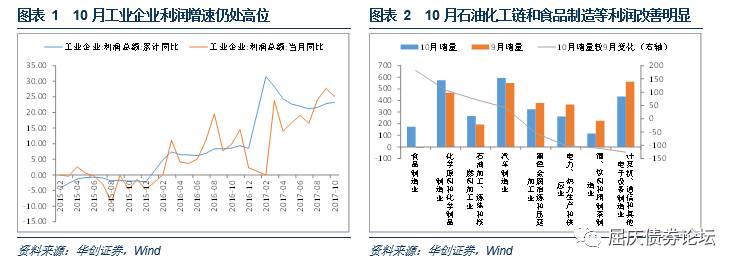 图表 1 10 月工业企业利润增速仍处高位
工业企业:利润总额:累计同比
工业企业:利润总额:当月同比
35.00
30.00
25.00
20.00
15.00
10.00
5.00
0.00
-5.00
-10.00
-15.00
2015-02
2015-04
2015-06
2015-08
2015-10
2015-12
2016-02
2016-04
2016-06
2016-08
2016-10
2016-12
2017-02
2017-04
2017-06
2017-08
2017-10
资料来源：华创证券，Wind
图表 2 10 月石油化工链和食品制造等利润改善明显
10月增量
9月增量
10月增量较9月变化（右轴）
700
600
500
400
300
200
100
0
-100
200
150
100
50
0
-50
-100
-150
食品制造业
化学原料和化学制品
制造业
石油加工、炼焦和核
燃料加工业
汽车制造业
黑色金属冶炼和压延
加工业
电力、热力生产和供
应业
酒、饮料和精制茶制
造业
计算机、通信和其他
电子设备制造业
资料来源：华创证券，Wind
屈庆债券论坛